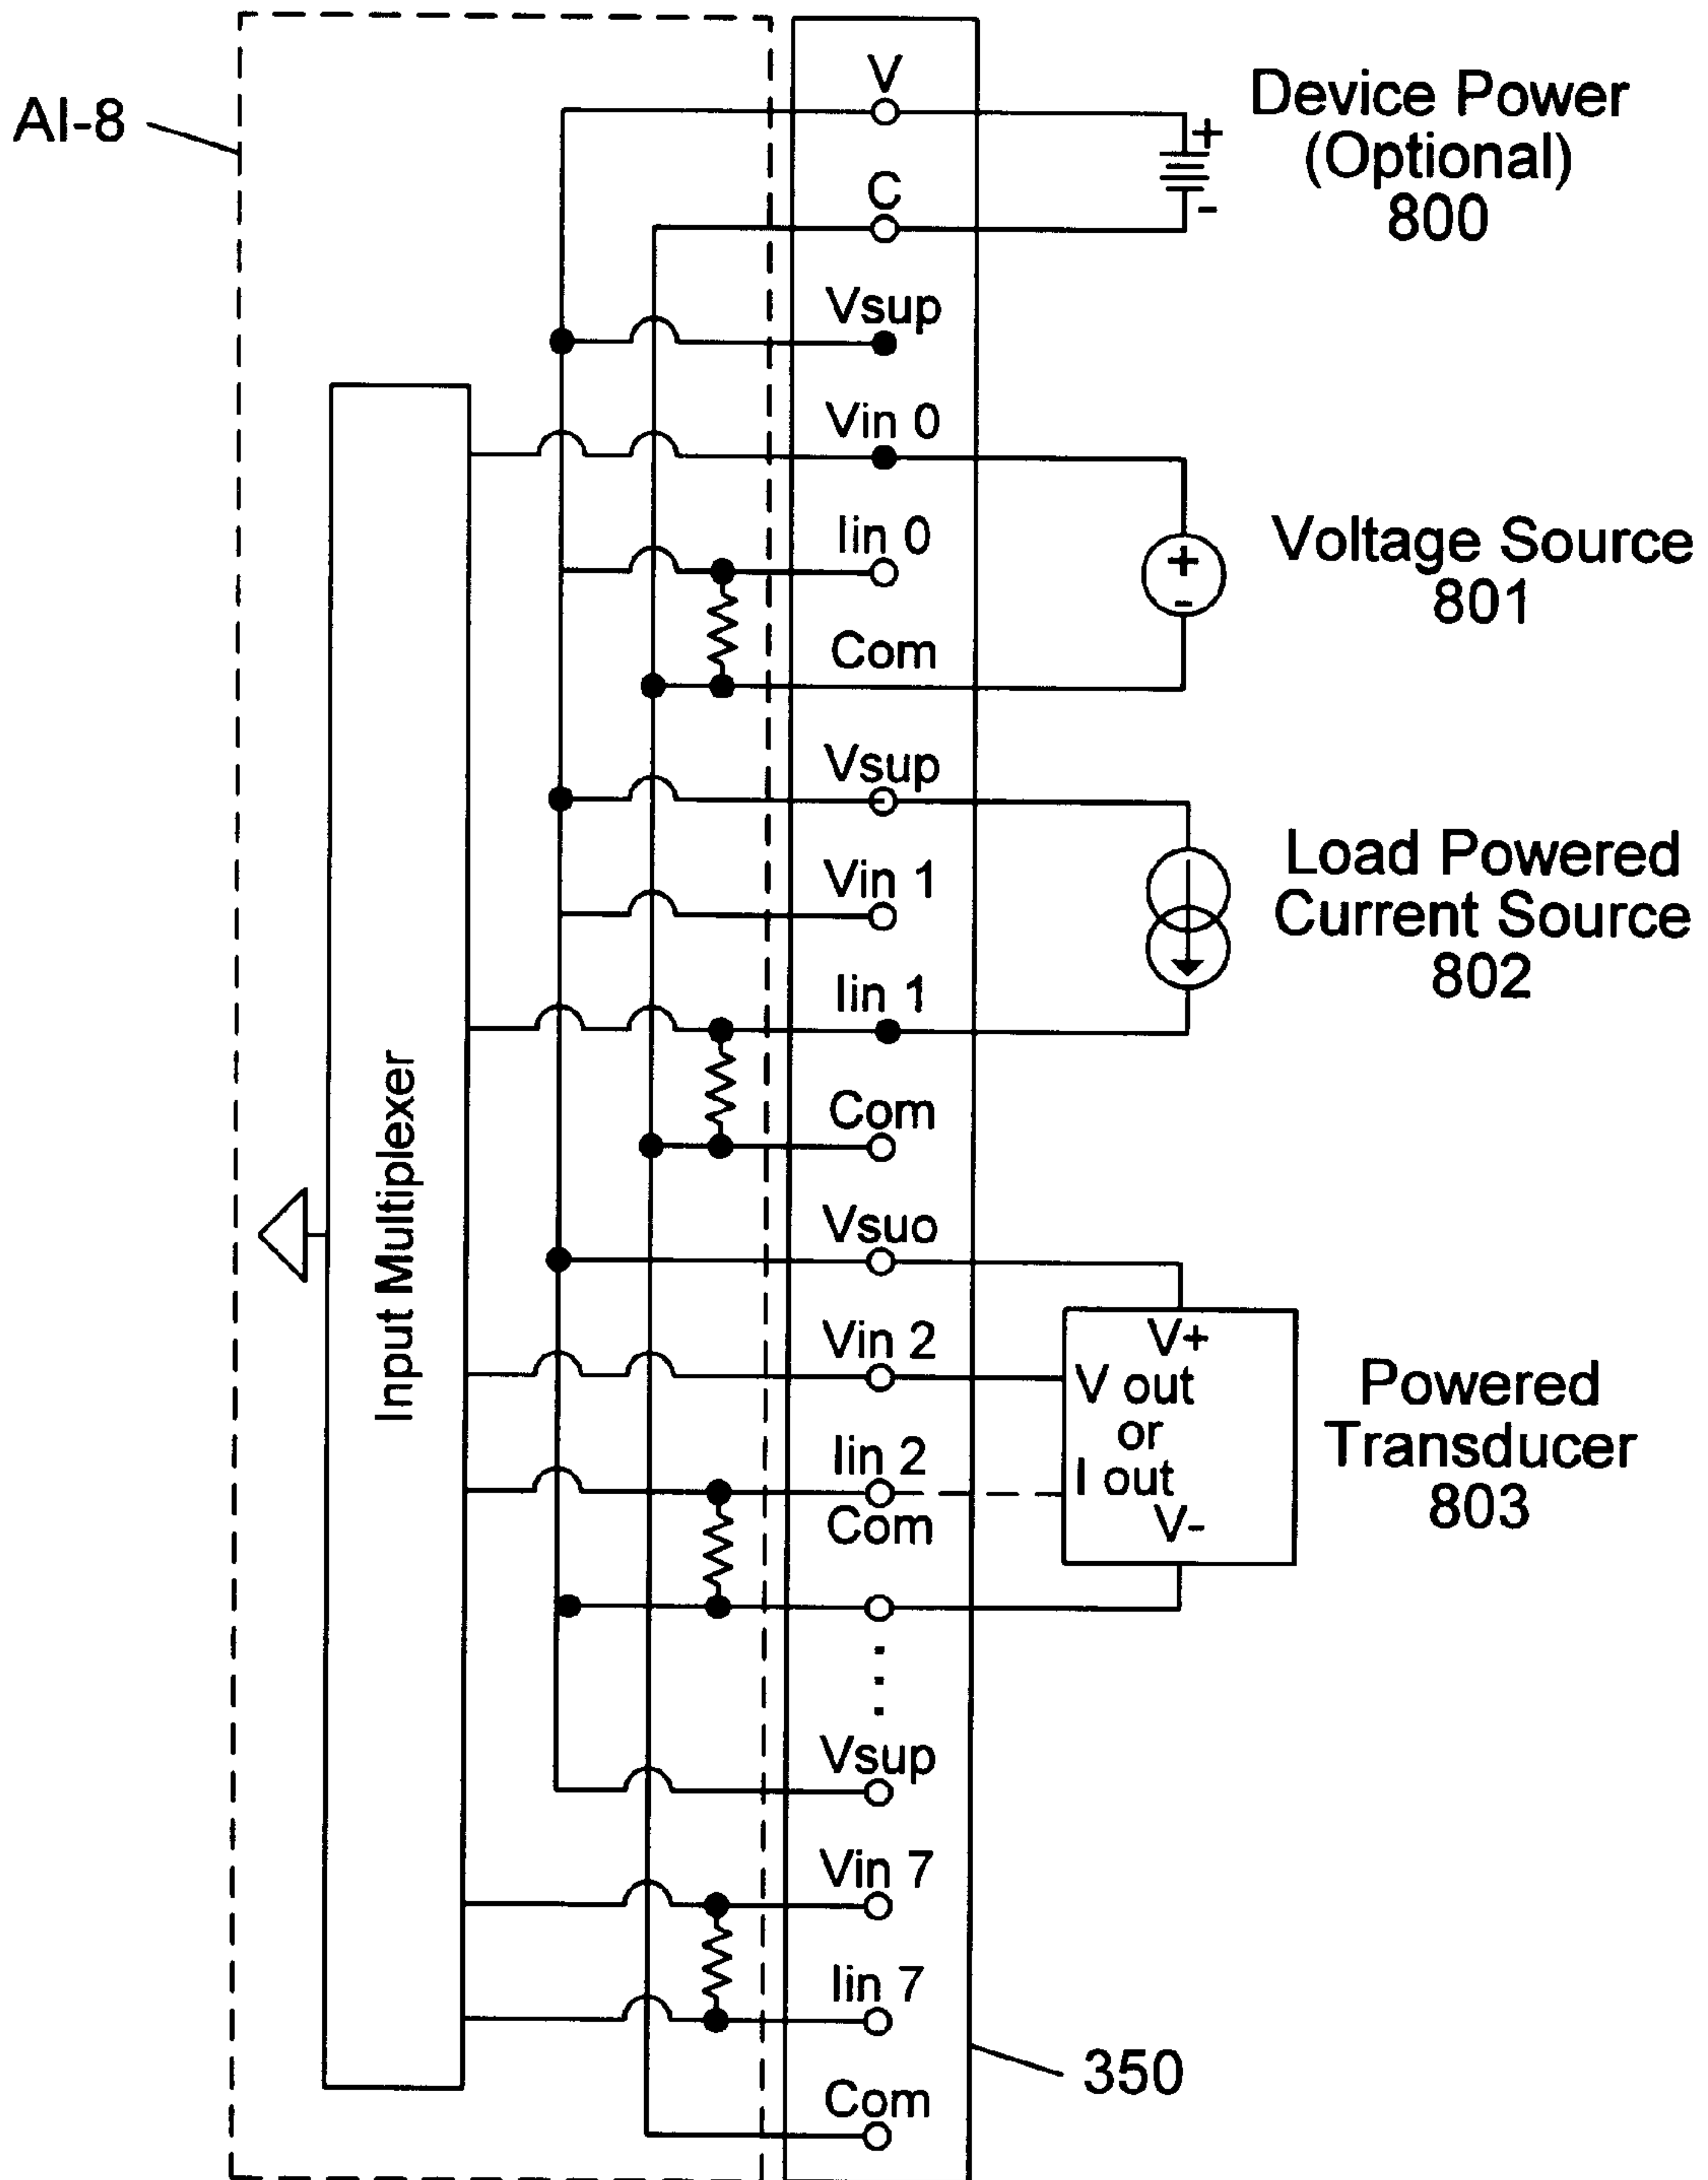 AI-8
V
Device Power
(Optional)
800
+
-
C
Vsup
Vin 0
Iin 0
Voltage Source
801
+
-
Com
Vsup
Load Powered
Current Source
802
Vin 1
Iin 1
Com
Input Multiplexer
Vsuo
Vin 2
V+
V out
or
I out
V-
Powered
Transducer
803
Iin 2
Com
Vsup
Vin 7
Iin 7
350
Com